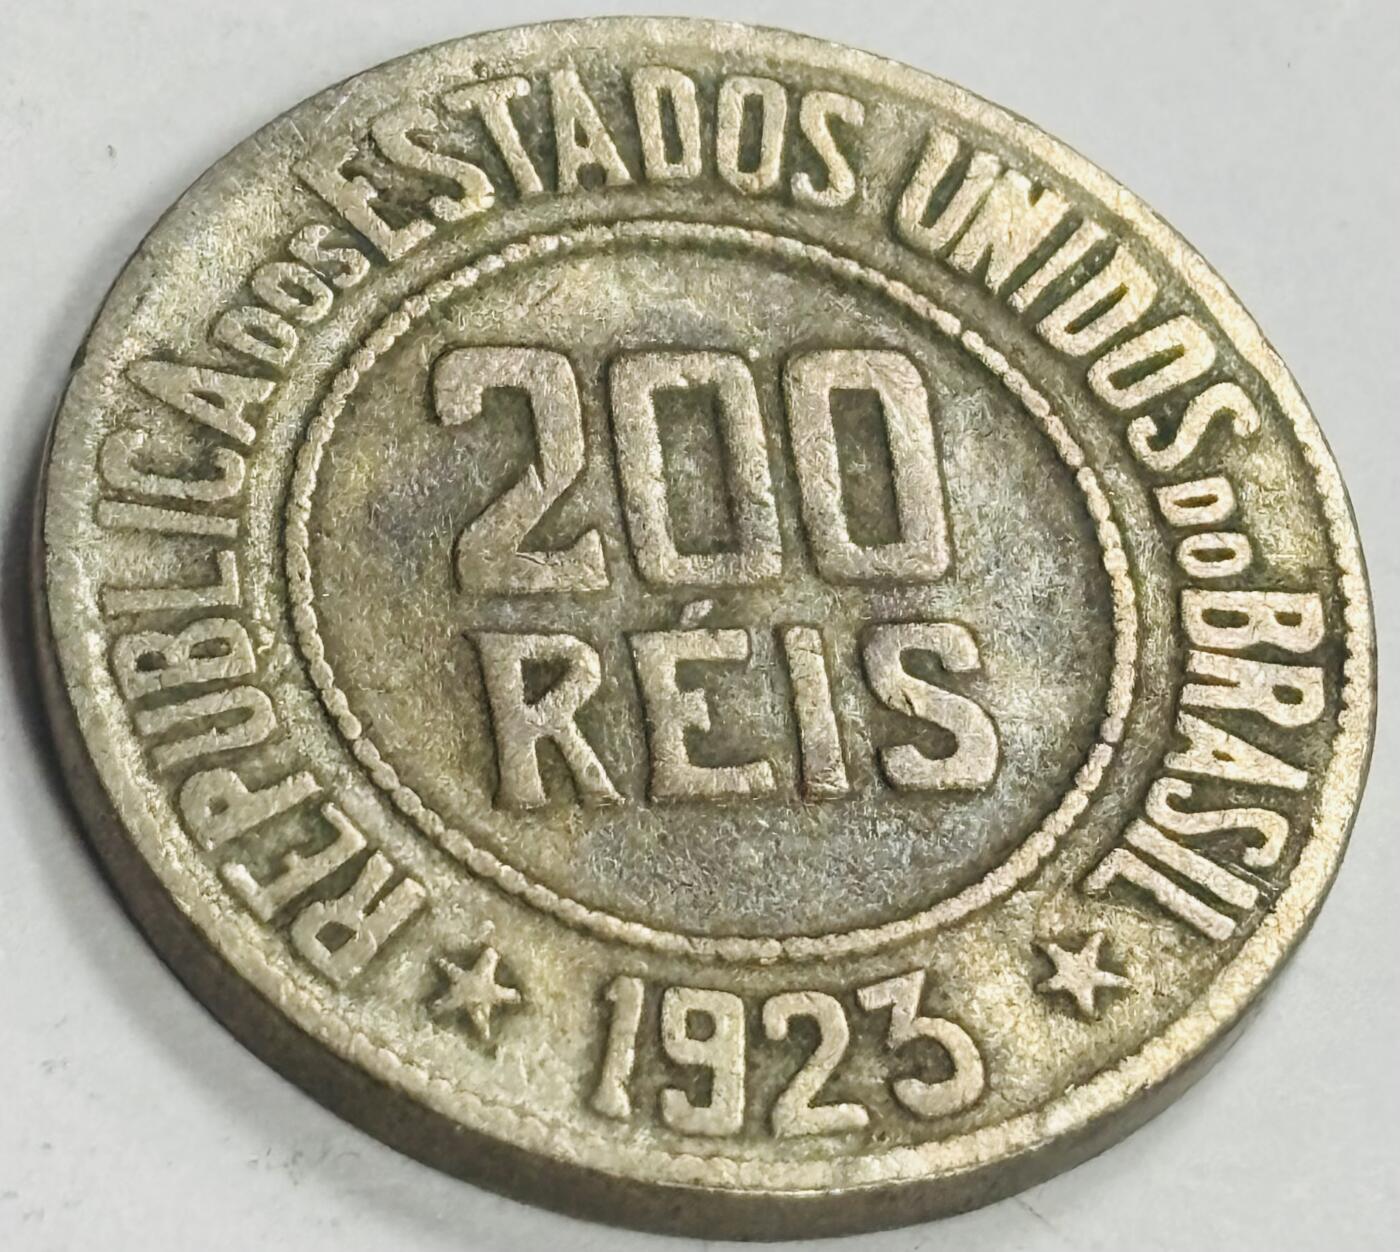 REPUBLICA DOS ESTADOS UNIDOS DO BRASIL
200
RÉIS
★ 1923 ★